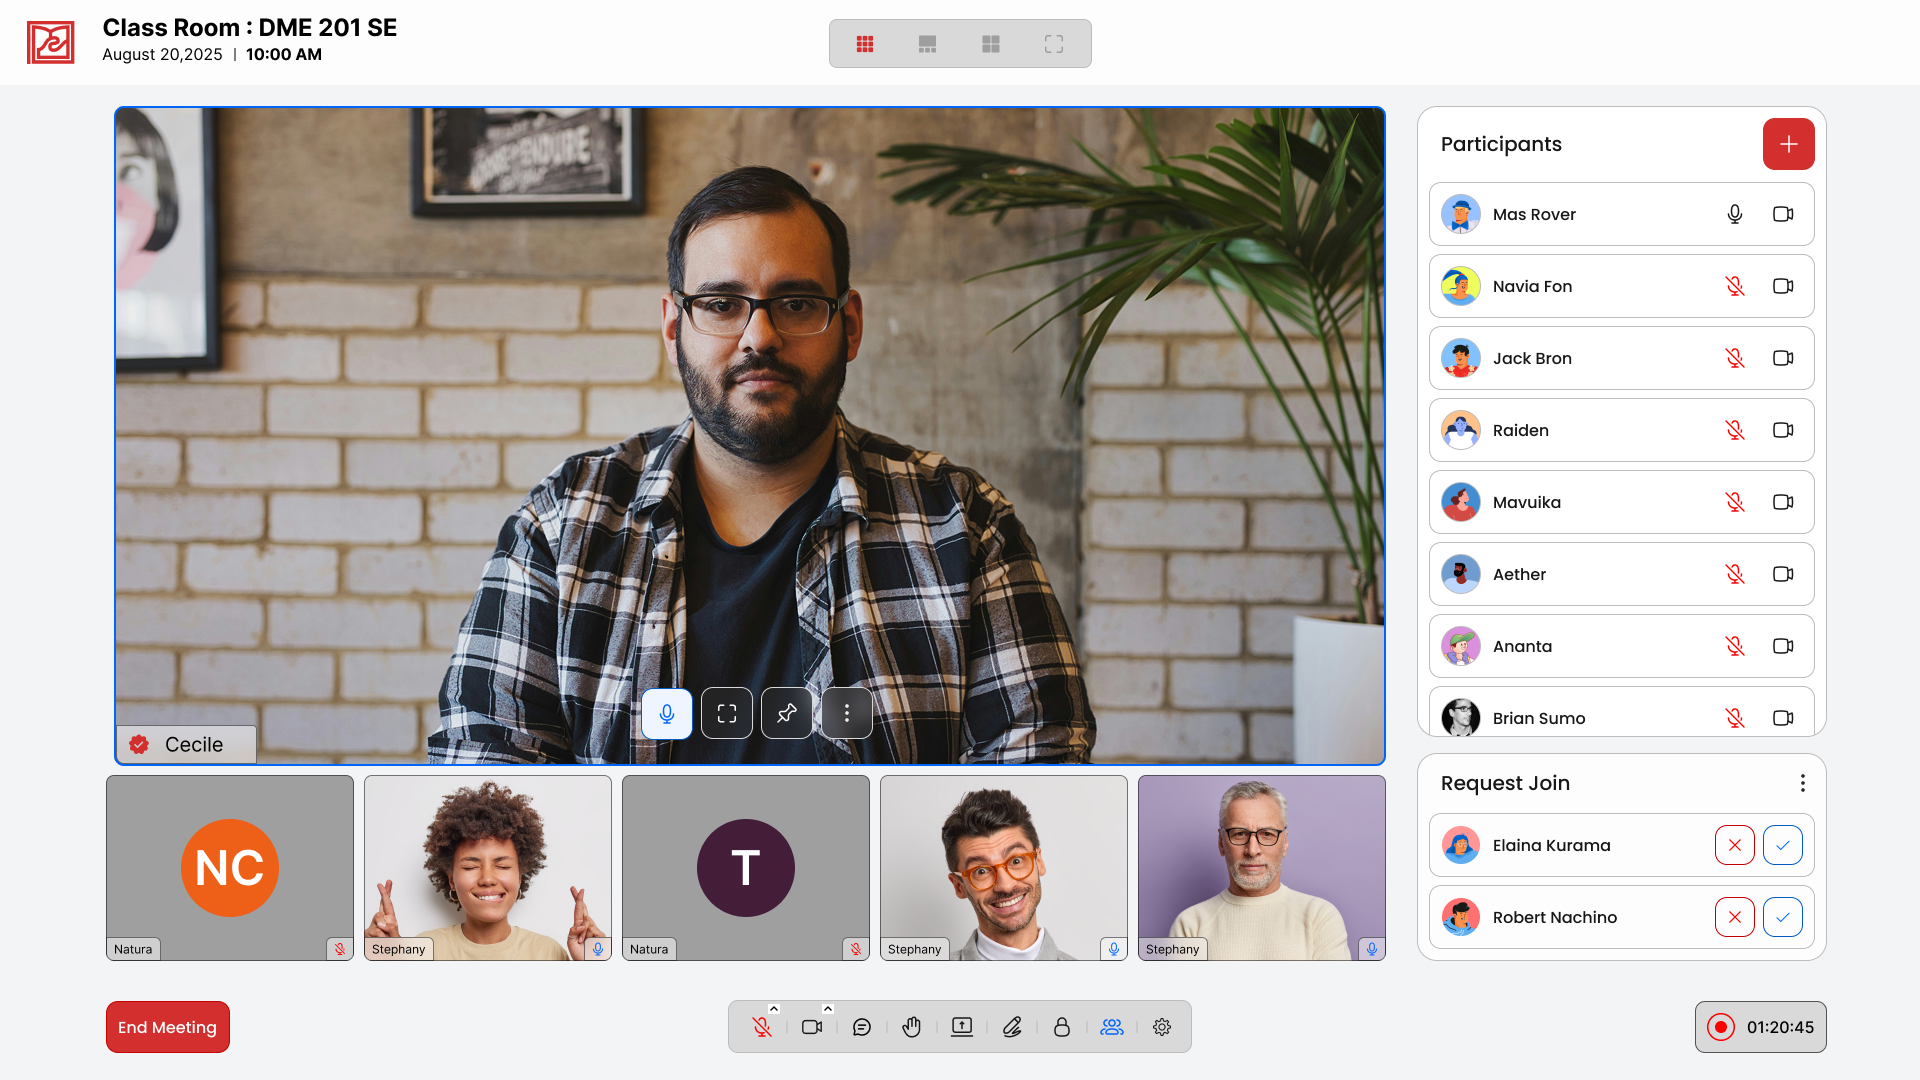 Class Room : DME 201 SE
August 20,2025 | 10:00 AM
Participants
Mas Rover
Navia Fon
Jack Bron
Raiden
Mavuika
Aether
Ananta
Brian Sumo
Cecile
NC
Natura
Stephany
T
Natura
Stephany
Stephany
Request Join
Elaina Kurama
Robert Nachino
End Meeting
01:20:45